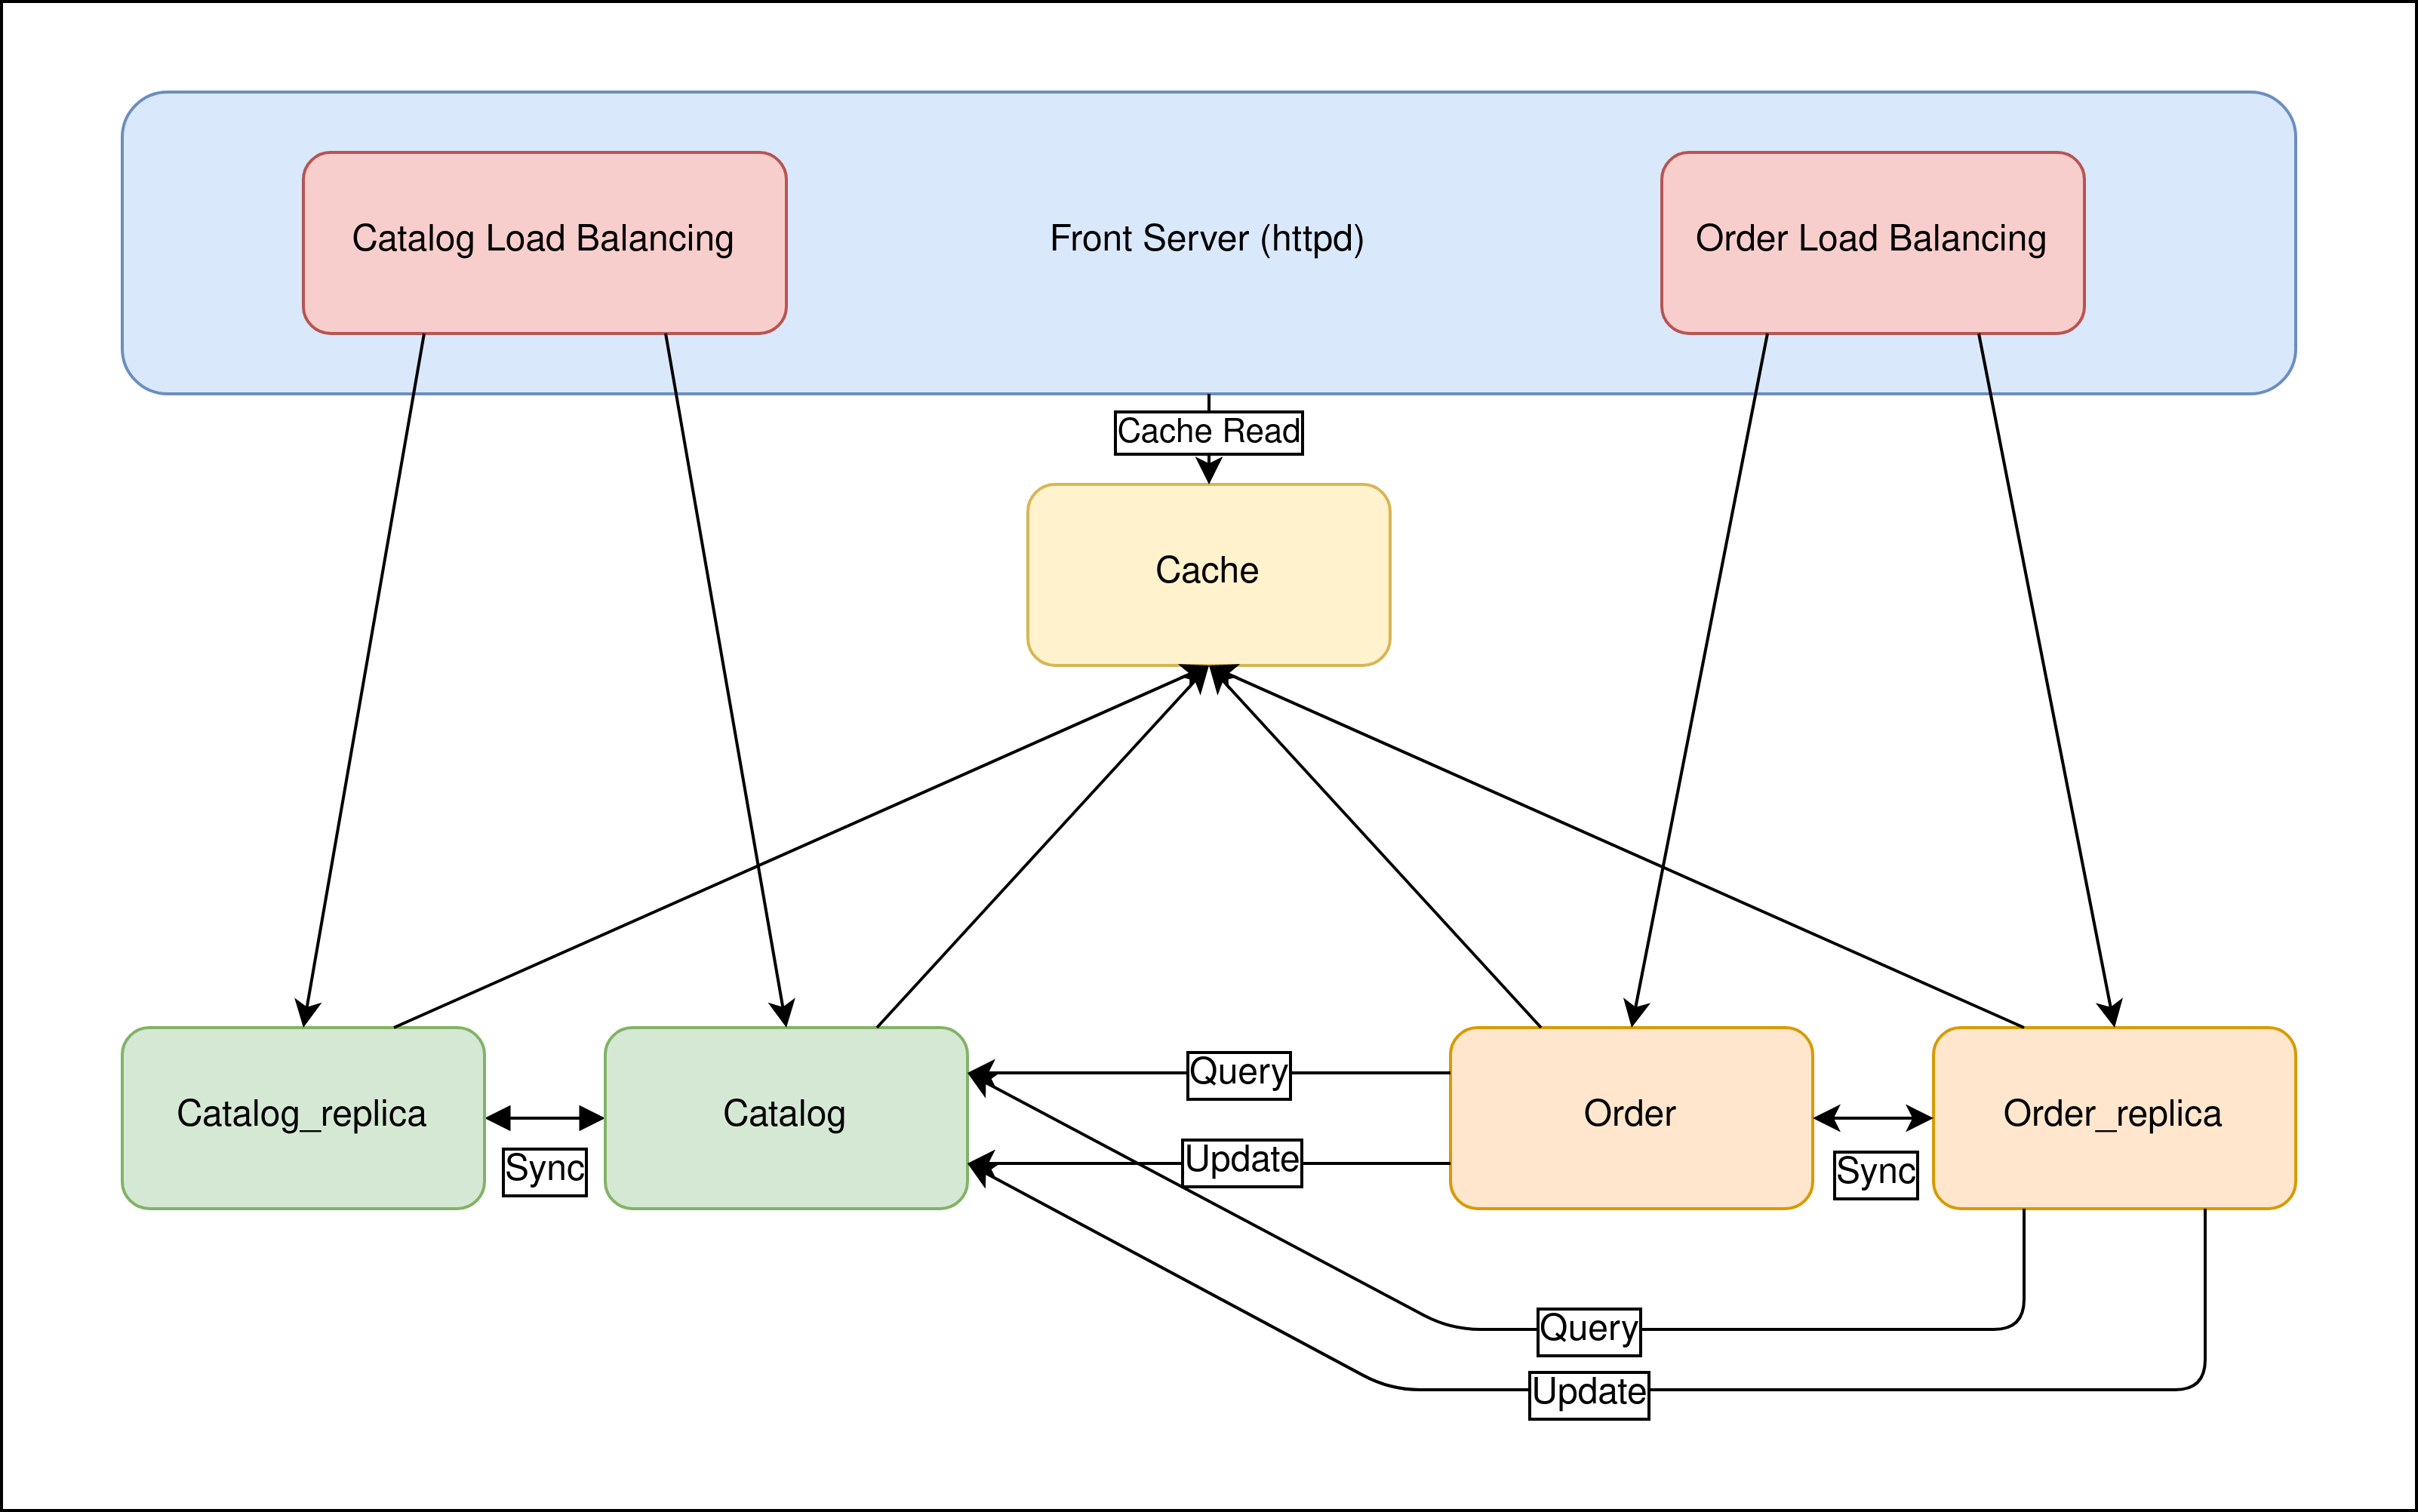 Catalog Load Balancing
Front Server (httpd)
Order Load Balancing
Cache Read
Cache
Catalog_replica
Sync
Catalog
Query
Update
Order
Sync
Order_replica
Query
Update